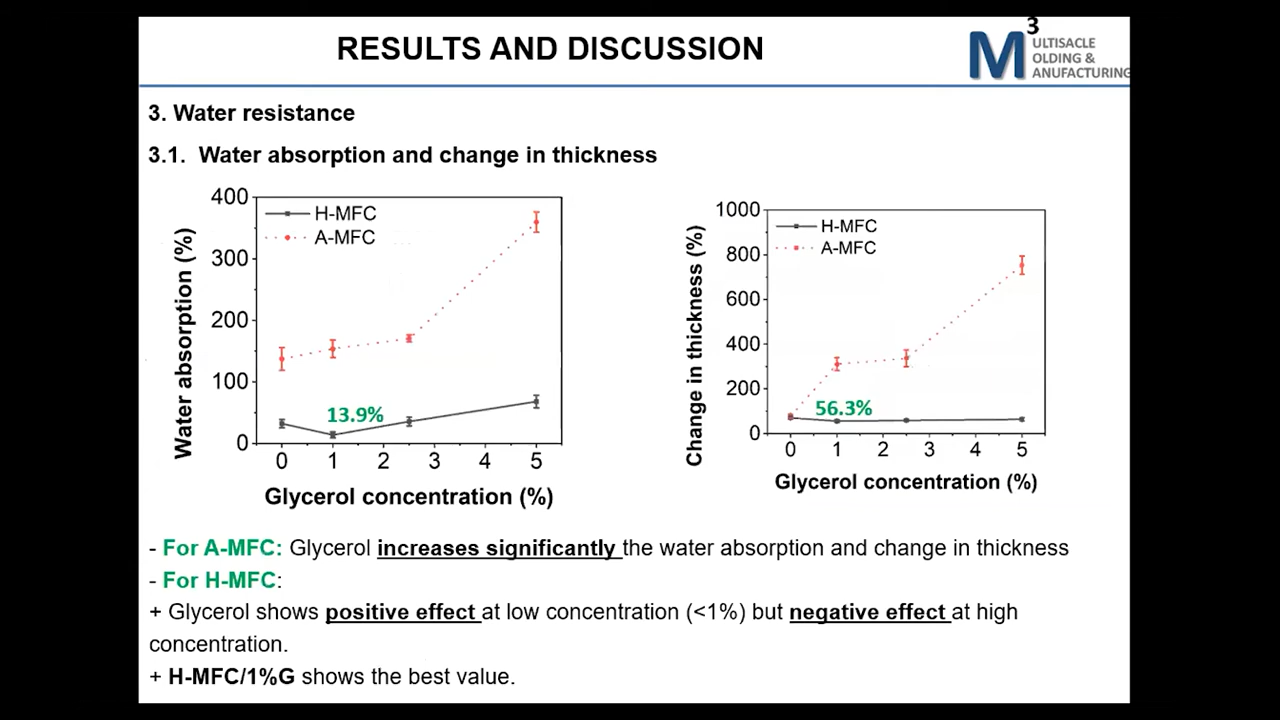 RESULTS AND DISCUSSION
M3 ULTISACLE
OLDING &
ANUFACTURING
3. Water resistance
3.1. Water absorption and change in thickness
Water absorption (%)
400
300
200
100
0
H-MFC
A-MFC
13.9%
0 1 2 3 4 5
Glycerol concentration (%)
Change in thickness (%)
1000
800
600
400
200
0
H-MFC
A-MFC
56.3%
0 1 2 3 4 5
Glycerol concentration (%)
- For A-MFC: Glycerol increases significantly the water absorption and change in thickness
- For H-MFC:
+ Glycerol shows positive effect at low concentration (<1%) but negative effect at high
concentration.
+ H-MFC/1%G shows the best value.